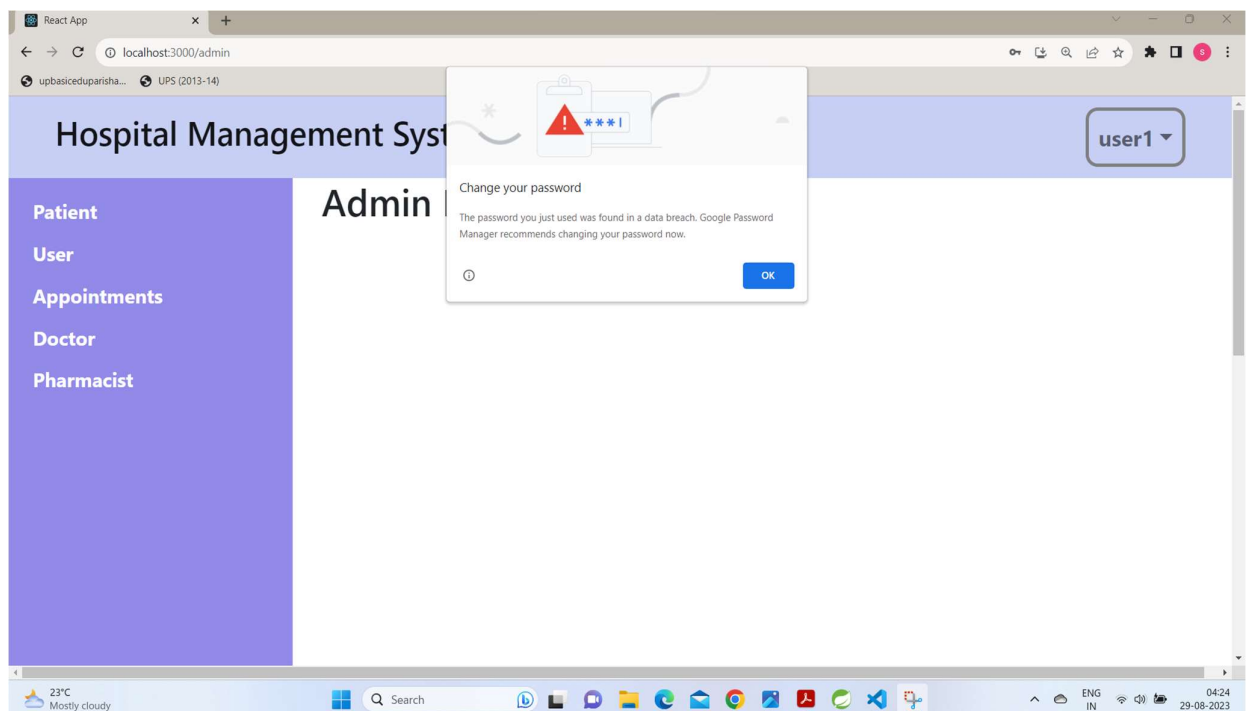 React App
localhost:3000/admin
upbasiceduparisha...
UPS (2013-14)
S
Hospital Management Syst
user1
***
Patient
User
Appointments
Doctor
Pharmacist
Admin
Change your password
The password you just used was found in a data breach. Google Password
Manager recommends changing your password now.
OK
23°C
Mostly cloudy
Search
ENG
IN
04:24
29-08-2023